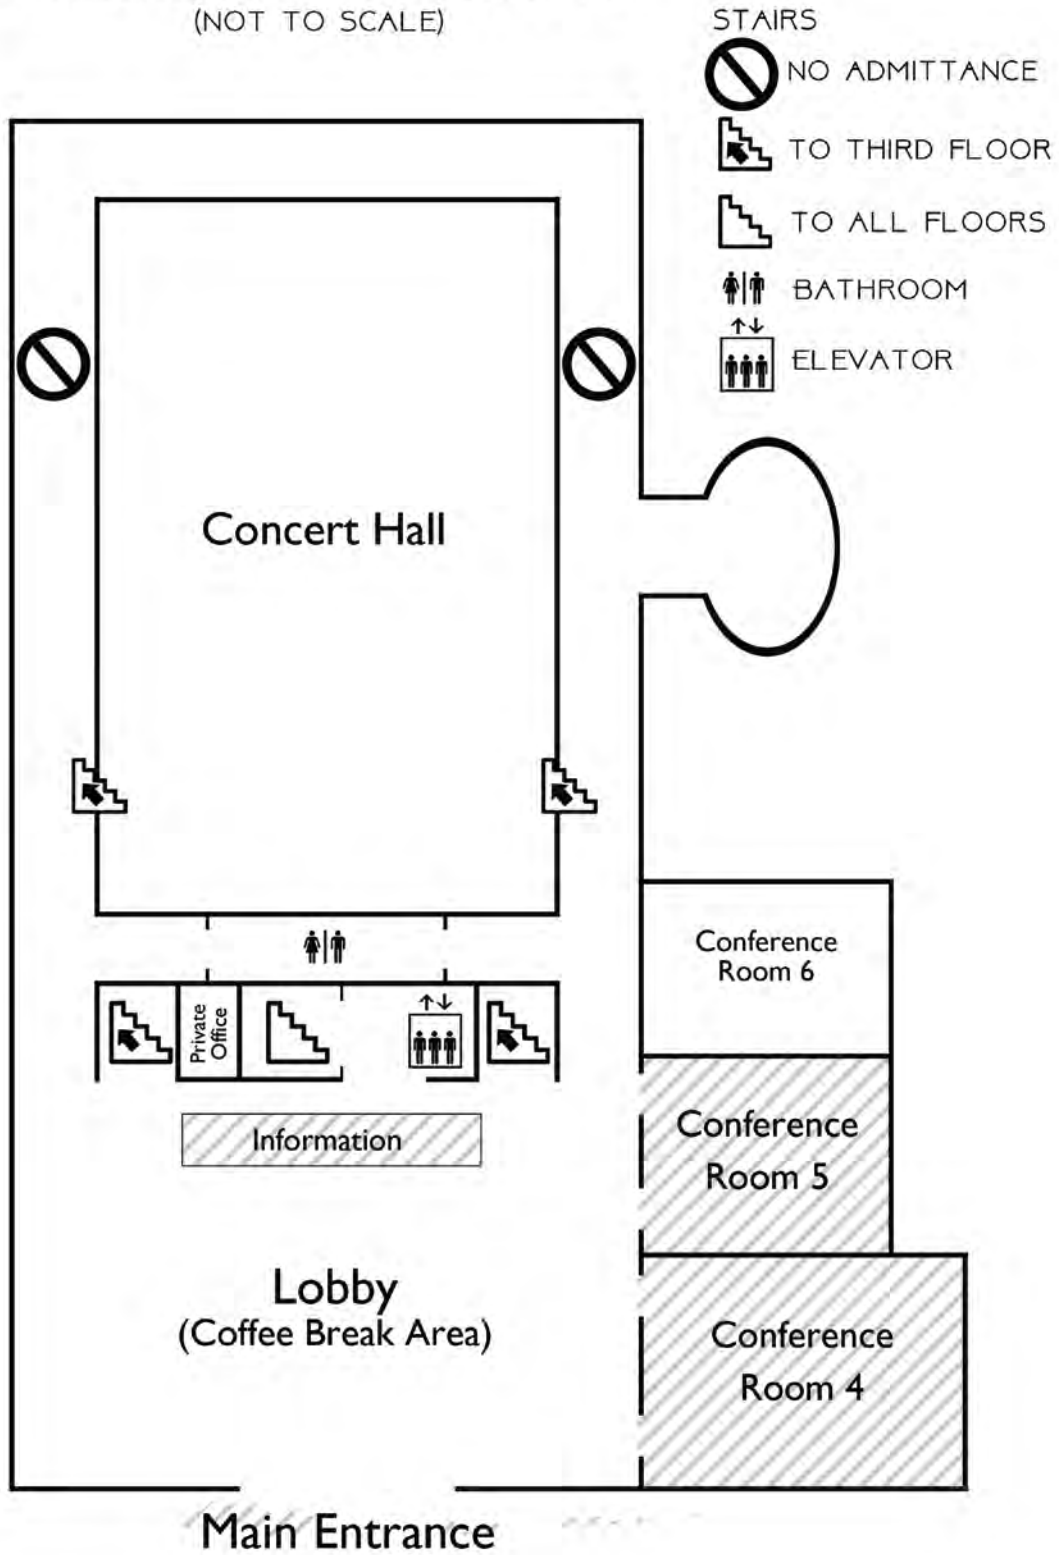 (NOT TO SCALE)
STAIRS
NO ADMITTANCE
TO THIRD FLOOR
TO ALL FLOORS
BATHROOM
ELEVATOR
Concert Hall
Conference
Room 6
Private
Office
Conference
Room 5
Information
Lobby
(Coffee Break Area)
Conference
Room 4
Main Entrance